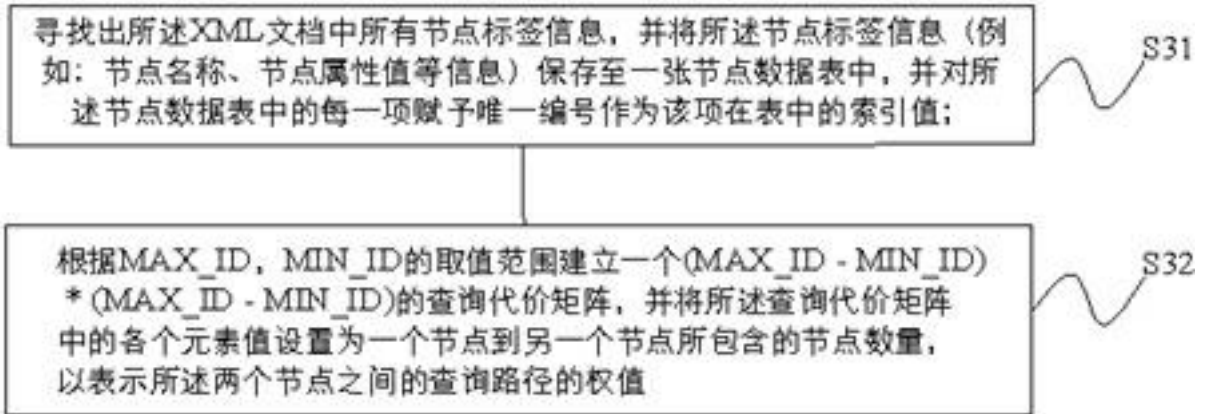 寻找出所述XML文档中所有节点标签信息，并将所述节点标签信息（例
如：节点名称、节点属性值等信息）保存至一张节点数据表中，并对所
述节点数据表中的每一项赋予唯一编号作为该项在表中的索引值；
S31
根据MAX_ID，MIN_ID的取值范围建立一个(MAX_ID - MIN_ID)
* (MAX_ID - MIN_ID)的查询代价矩阵，并将所述查询代价矩阵
中的各个元素值设置为一个节点到另一个节点所包含的节点数量，
以表示所述两个节点之间的查询路径的权值
S32